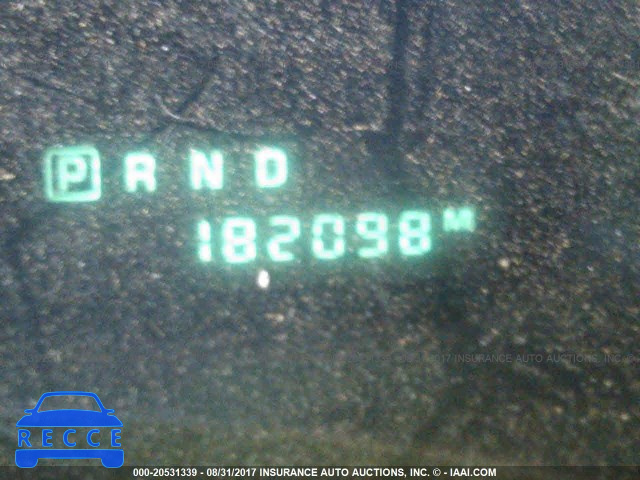 P R N D
182098 M
2017 INSURANCE AUTO AUCTIONS, INC.
RECCE
000-20531339 - 08/31/2017 INSURANCE AUTO AUCTIONS, INC. © - IAAI.COM